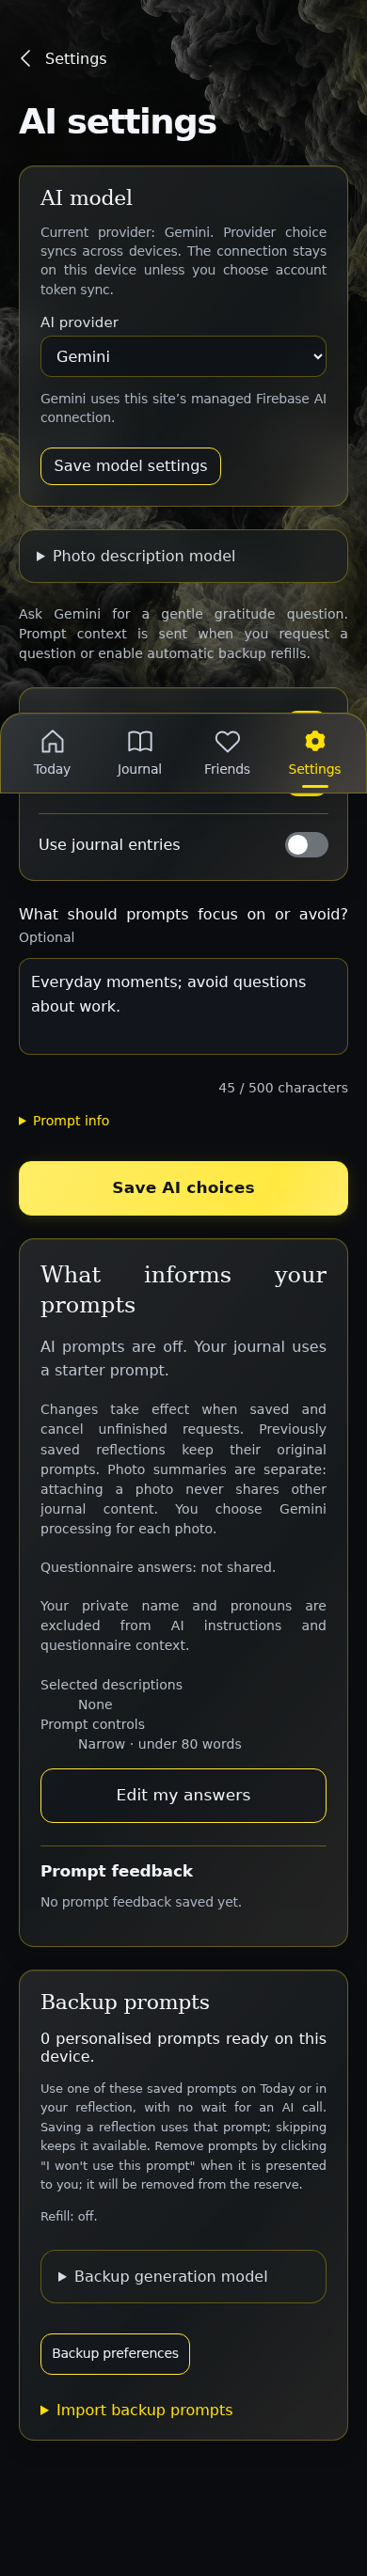 Settings
AI settings
AI model
Current provider: Gemini. Provider choice
syncs across devices. The connection stays
on this device unless you choose account
token sync.
AI provider
Gemini
Gemini uses this site’s managed Firebase AI
connection.
Save model settings
Photo description model
Ask Gemini for a gentle gratitude question.
Prompt context is sent when you request a
question or enable automatic backup refills.
Today
Journal
Friends
Settings
Use journal entries
What should prompts focus on or avoid?
Optional
Everyday moments; avoid questions
about work.
45 / 500 characters
Prompt info
Save AI choices
What informs your
prompts
AI prompts are off. Your journal uses
a starter prompt.
Changes take effect when saved and
cancel unfinished requests. Previously
saved reflections keep their original
prompts. Photo summaries are separate:
attaching a photo never shares other
journal content. You choose Gemini
processing for each photo.
Questionnaire answers: not shared.
Your private name and pronouns are
excluded from AI instructions and
questionnaire context.
Selected descriptions
None
Prompt controls
Narrow · under 80 words
Edit my answers
Prompt feedback
No prompt feedback saved yet.
Backup prompts
0 personalised prompts ready on this
device.
Use one of these saved prompts on Today or in
your reflection, with no wait for an AI call.
Saving a reflection uses that prompt; skipping
keeps it available. Remove prompts by clicking
"I won't use this prompt" when it is presented
to you; it will be removed from the reserve.
Refill: off.
Backup generation model
Backup preferences
Import backup prompts